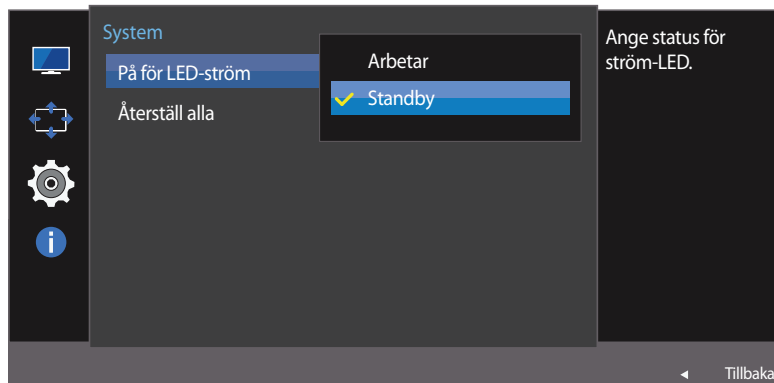 System
På för LED-ström
Återställ alla
Arbetar
Standby
Ange status för
ström-LED.
Tillbaka